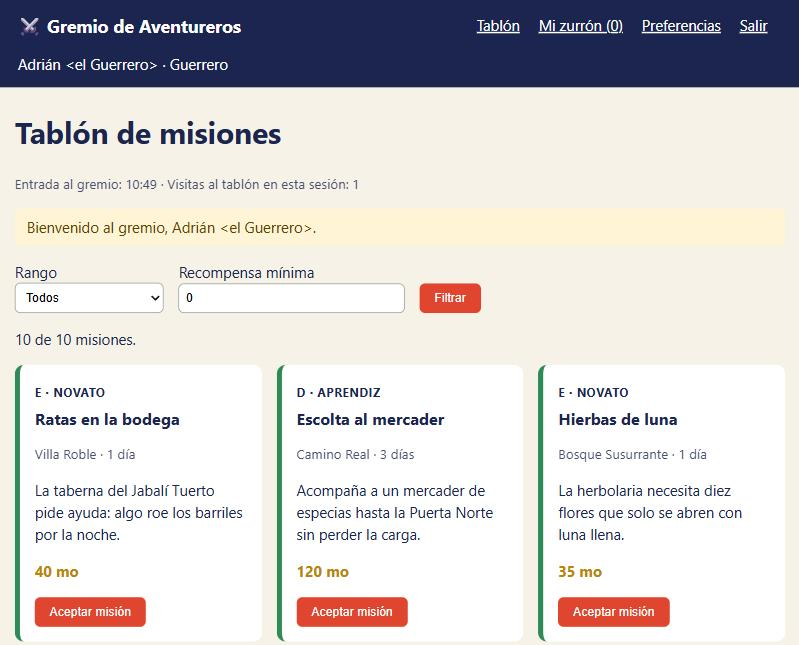 ⚔️ Gremio de Aventureros
Tablón Mi zurrón (0) Preferencias Salir
Adrián <el Guerrero> · Guerrero
Tablón de misiones
Entrada al gremio: 10:49 · Visitas al tablón en esta sesión: 1
Bienvenido al gremio, Adrián <el Guerrero>.
Rango
Todos
Recompensa mínima
0
Filtrar
10 de 10 misiones.
E · NOVATO
Ratas en la bodega
Villa Roble · 1 día
La taberna del Jabalí Tuerto
pide ayuda: algo roe los barriles
por la noche.
40 mo
Aceptar misión
D · APRENDIZ
Escolta al mercader
Camino Real · 3 días
Acompaña a un mercader de
especias hasta la Puerta Norte
sin perder la carga.
120 mo
Aceptar misión
E · NOVATO
Hierbas de luna
Bosque Susurrante · 1 día
La herbolaria necesita diez
flores que solo se abren con
luna llena.
35 mo
Aceptar misión